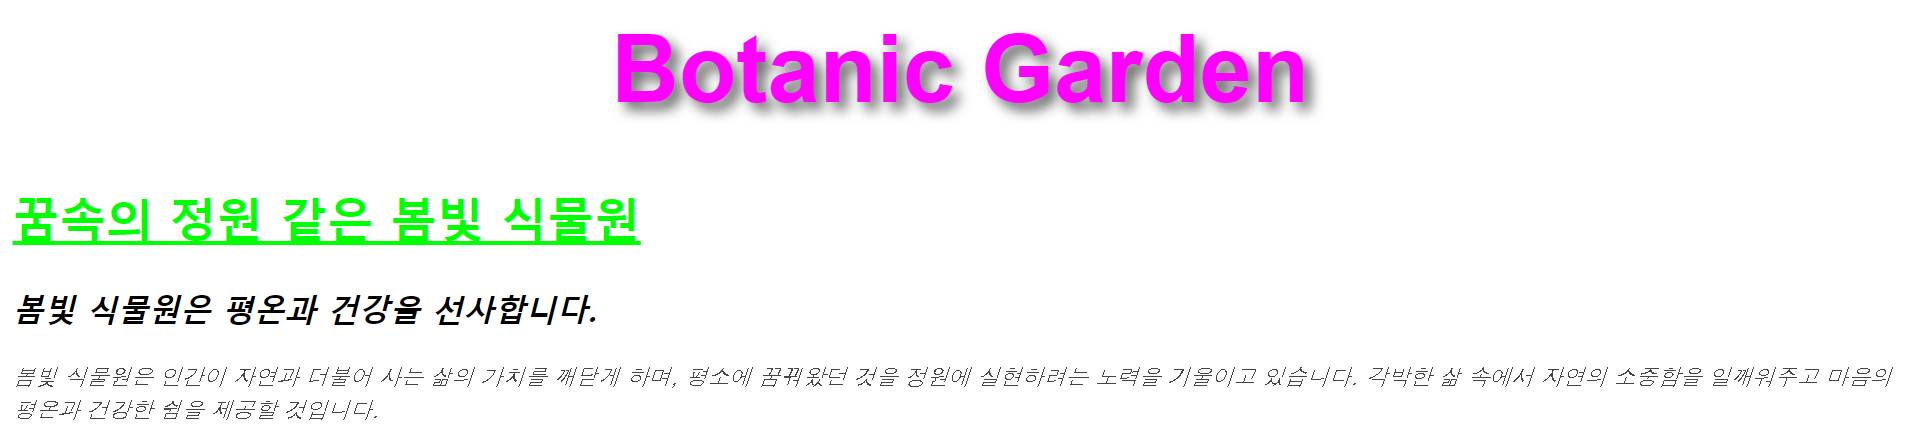 Botanic Garden
꿈속의 정원 같은 봄빛 식물원
봄빛 식물원은 평온과 건강을 선사합니다.
봄빛 식물원은 인간이 자연과 더불어 사는 삶의 가치를 깨닫게 하며, 평소에 꿈꿔왔던 것을 정원에 실현하려는 노력을 기울이고 있습니다. 각박한 삶 속에서 자연의 소중함을 일깨워주고 마음의
평온과 건강한 쉼을 제공할 것입니다.